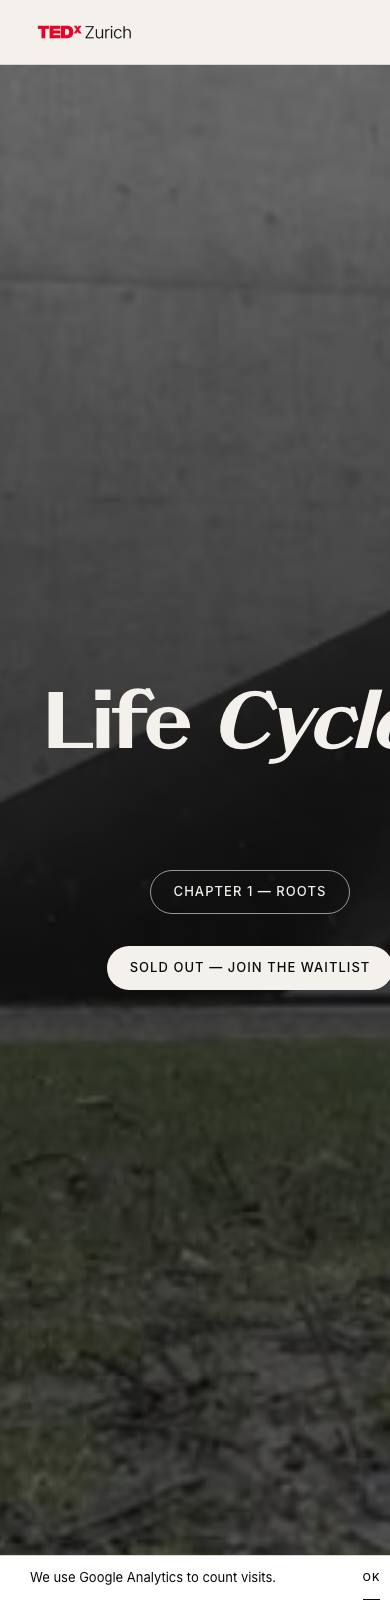 TEDx Zurich
Life Cycle
CHAPTER 1 — ROOTS
SOLD OUT — JOIN THE WAITLIST
We use Google Analytics to count visits.
OK